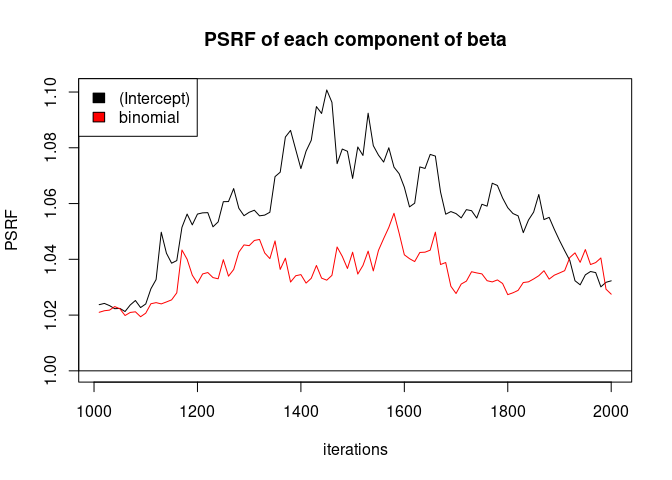 PSRF of each component of beta
(Intercept)
binomial
PSRF
1.10
1.08
1.06
1.04
1.02
1.00
1000 1200 1400 1600 1800 2000
iterations